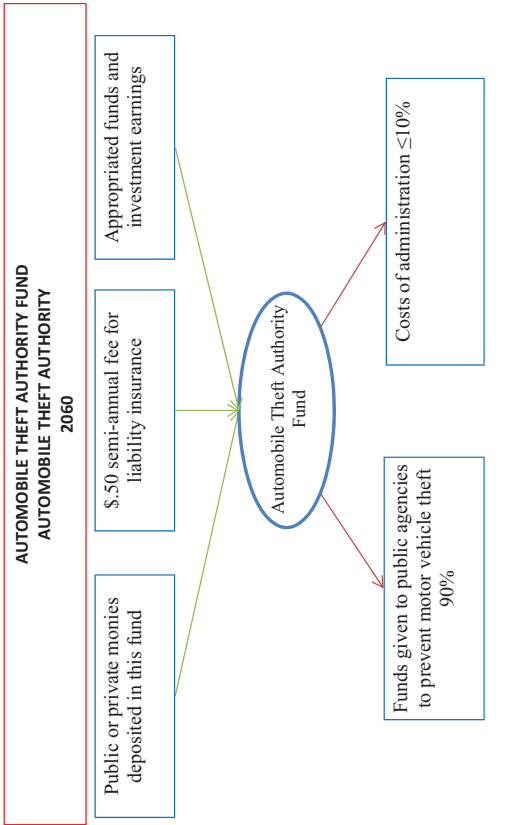 AUTOMOBILE THEFT AUTHORITY FUND
AUTOMOBILE THEFT AUTHORITY
2060
Public or private monies
deposited in this fund
$.50 semi-annual fee for
liability insurance
Appropriated funds and
investment earnings
Automobile Theft Authority
Fund
Funds given to public agencies
to prevent motor vehicle theft
90%
Costs of administration ≤10%